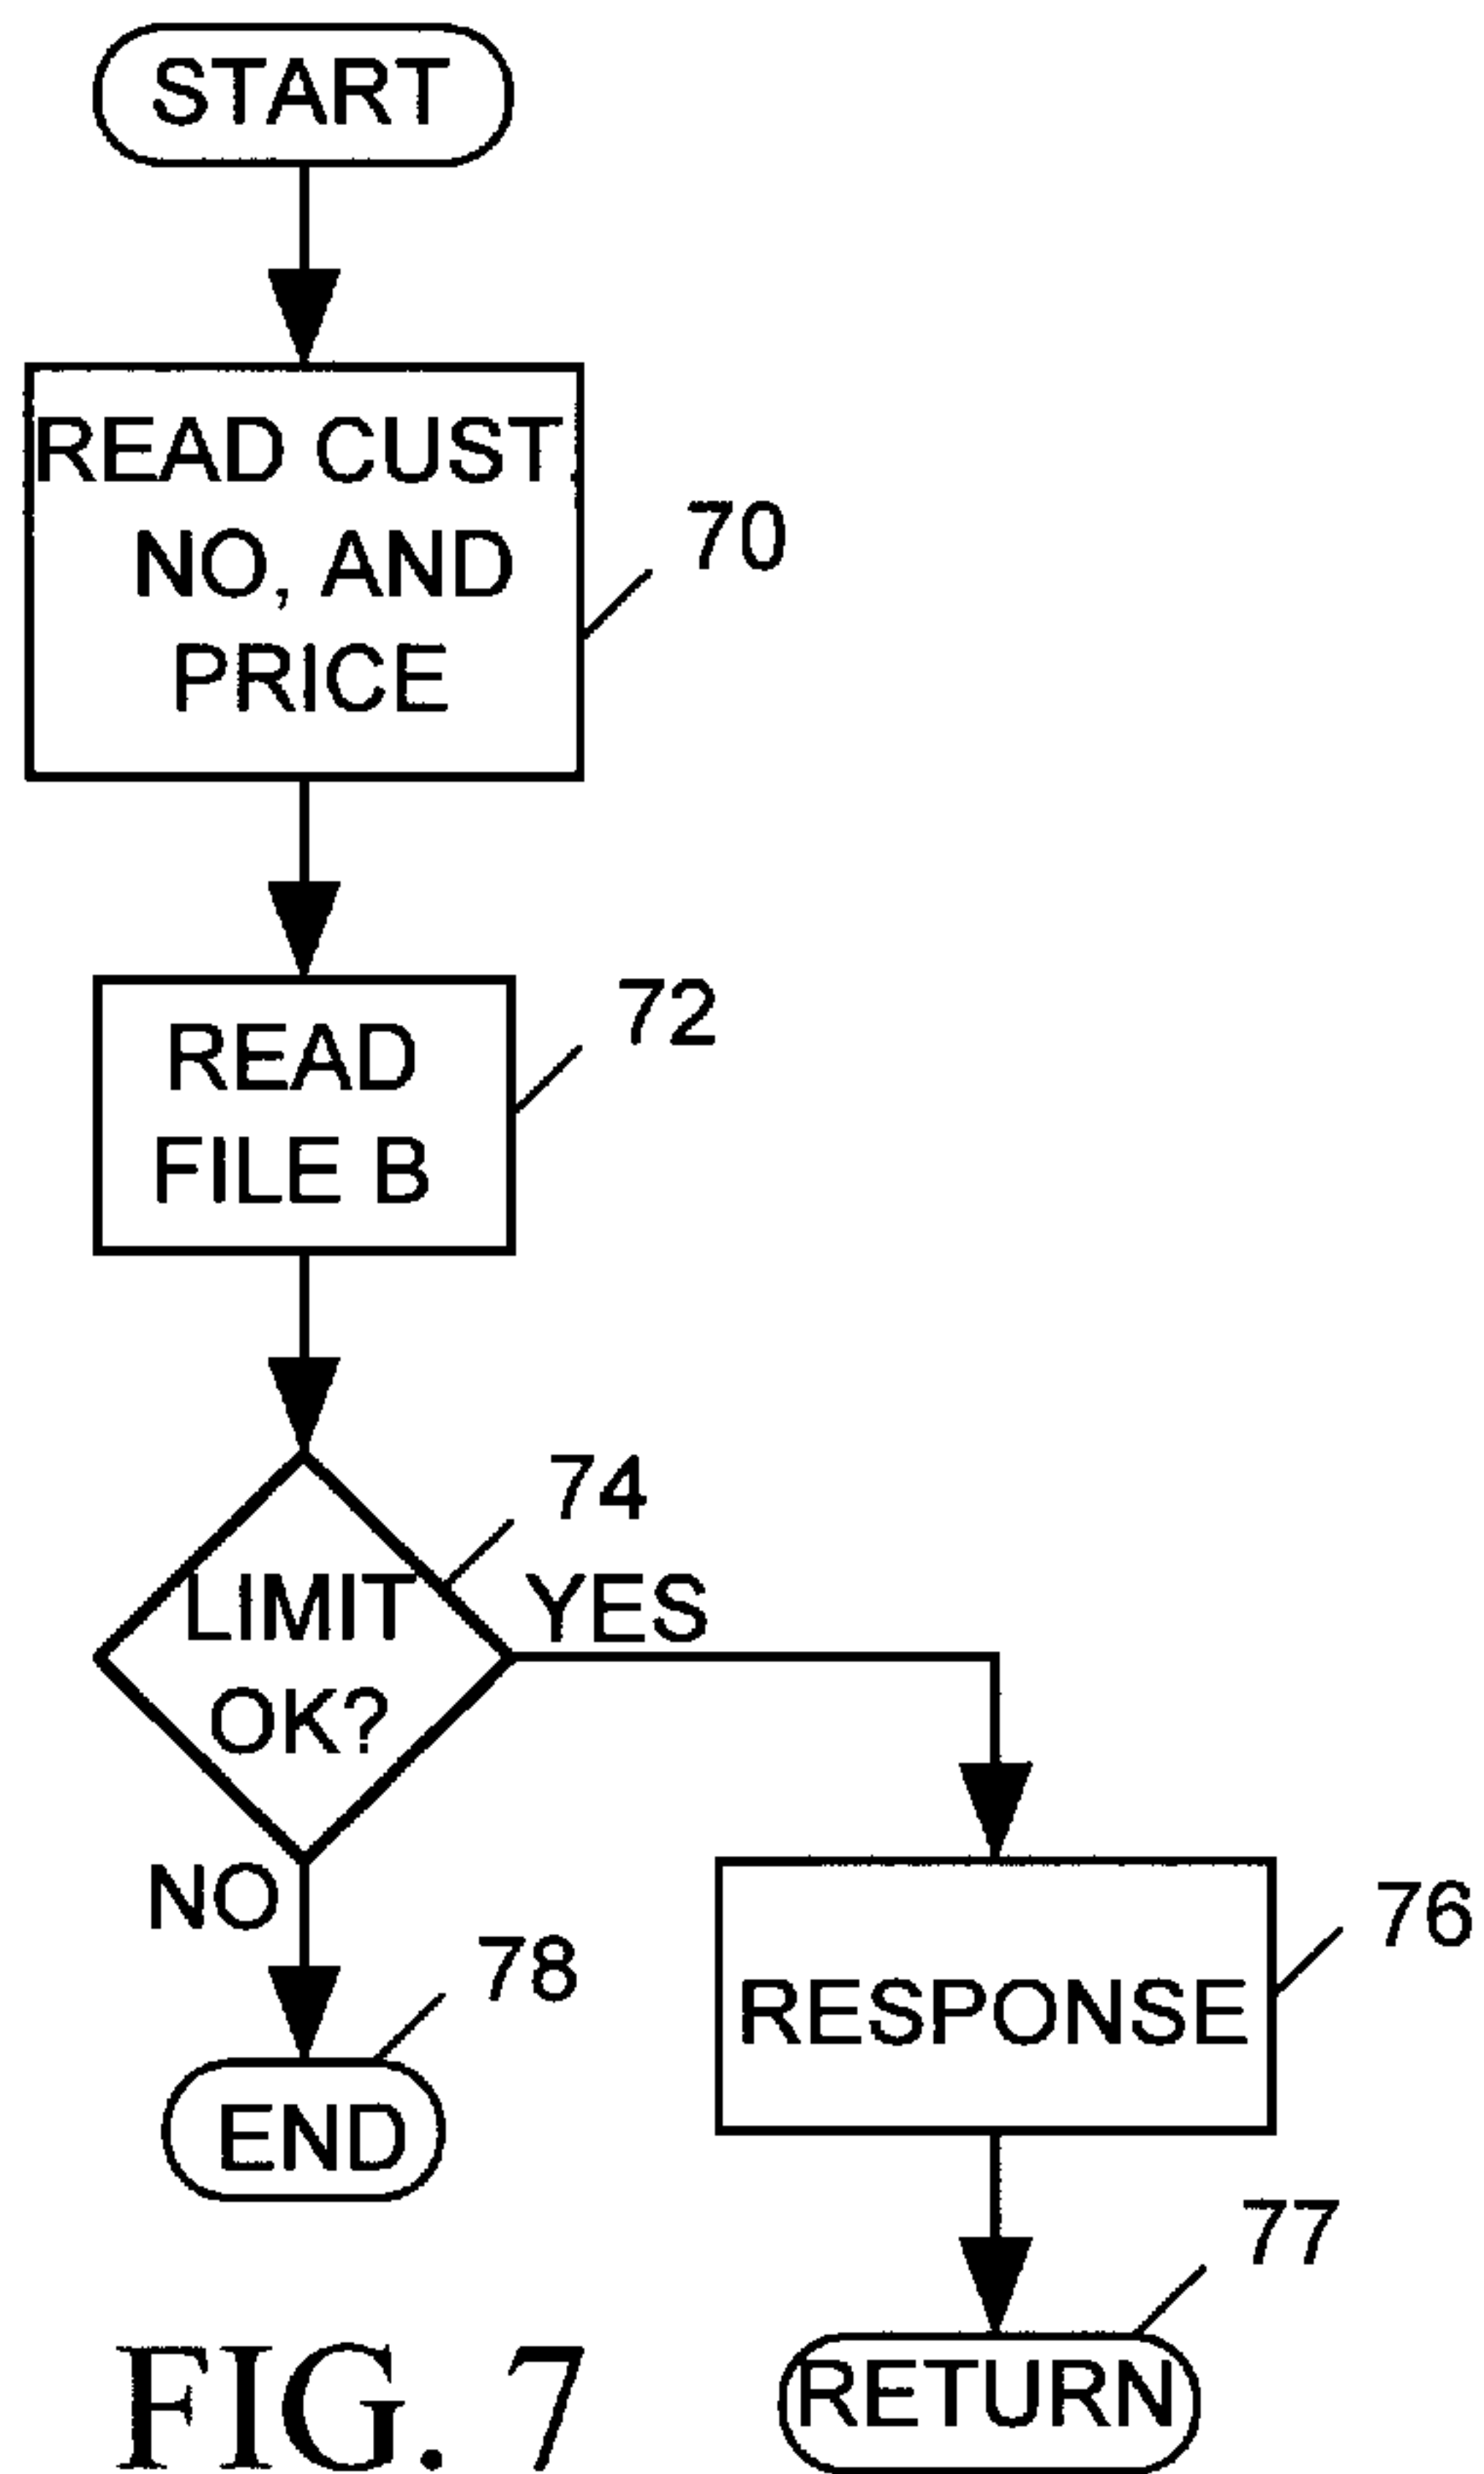 START
READ CUST.
NO, AND
PRICE
70
READ
FILE B
72
LIMIT
OK?
74
YES
NO
END
78
RESPONSE
76
RETURN
77
FIG. 7